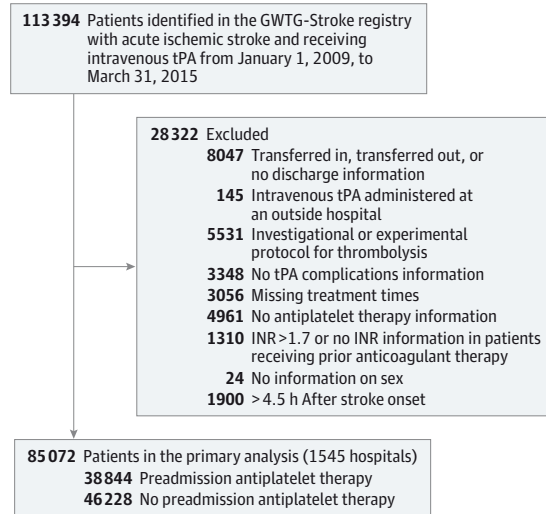 113 394 Patients identified in the GWTG-Stroke registry
with acute ischemic stroke and receiving
intravenous tPA from January 1, 2009, to
March 31, 2015
28 322 Excluded
8047 Transferred in, transferred out, or
no discharge information
145 Intravenous tPA administered at
an outside hospital
5531 Investigational or experimental
protocol for thrombolysis
3348 No tPA complications information
3056 Missing treatment times
4961 No antiplatelet therapy information
1310 INR >1.7 or no INR information in patients
receiving prior anticoagulant therapy
24 No information on sex
1900 >4.5 h After stroke onset
85 072 Patients in the primary analysis (1545 hospitals)
38 844 Preadmission antiplatelet therapy
46 228 No preadmission antiplatelet therapy